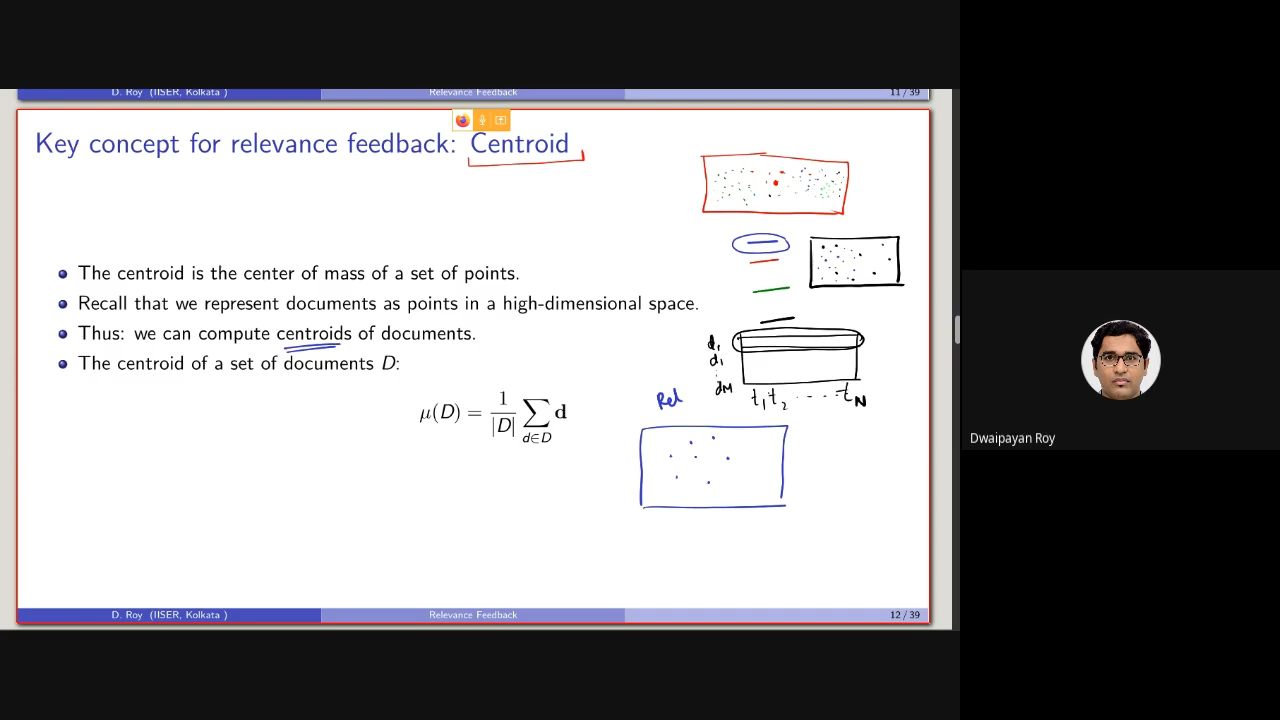 D. Roy (IISER, Kolkata )
Relevance Feedback
11 / 39
Key concept for relevance feedback: Centroid
The centroid is the center of mass of a set of points.
Recall that we represent documents as points in a high-dimensional space.
Thus: we can compute centroids of documents.
The centroid of a set of documents D:
μ(D) = 1/|D| ∑_{d∈D} d
d₁
d₁
⋮
d_M
t₁ t₂ ····· t_N
Rel
D. Roy (IISER, Kolkata )
Relevance Feedback
12 / 39
Dwaipayan Roy